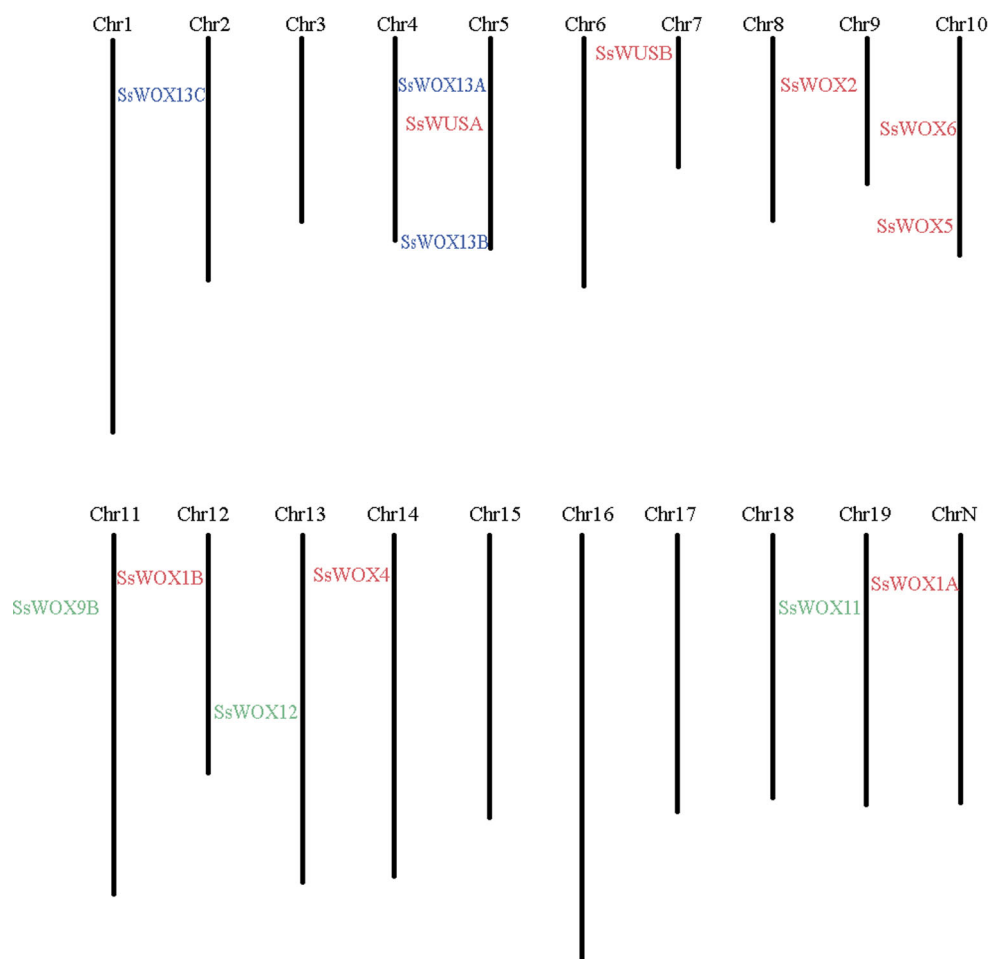 Chr1 Chr2 Chr3 Chr4 Chr5 Chr6 Chr7 Chr8 Chr9 Chr10
SsWUSB
SsWOX13C SsWOX13A SsWOX2
SsWUSA SsWOX6
SsWOX5
SsWOX13B
Chr11 Chr12 Chr13 Chr14 Chr15 Chr16 Chr17 Chr18 Chr19 ChrN
SsWOX1B SsWOX4 SsWOX1A
SsWOX9B SsWOX11
SsWOX12